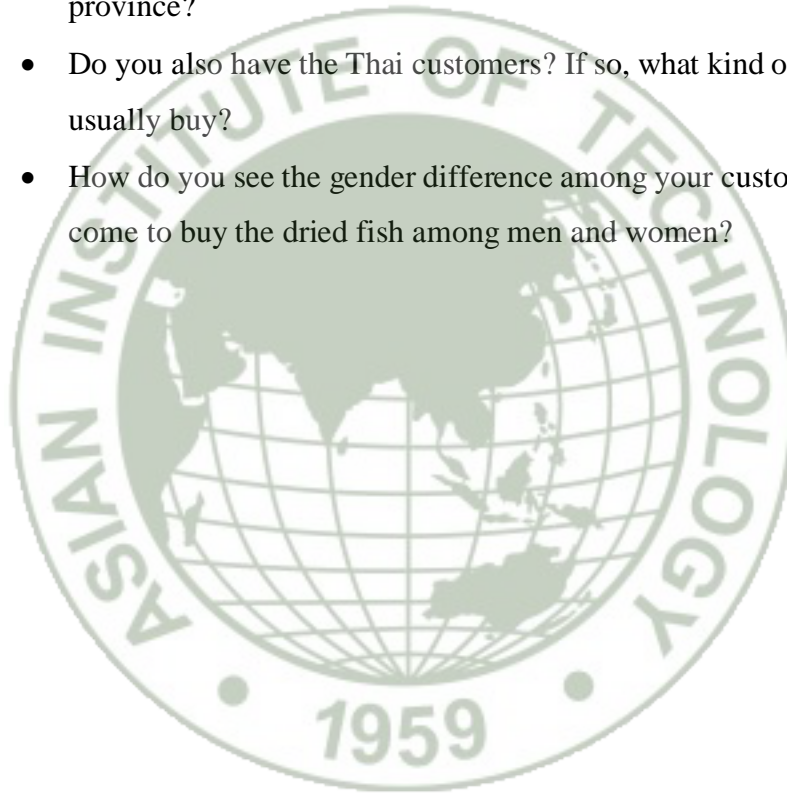 province?
• Do you also have the Thai customers? If so, what kind o
usually buy?
• How do you see the gender difference among your custo
come to buy the dried fish among men and women?
ASIAN INSTITUTE OF TECHNOLOGY
• 1959 •